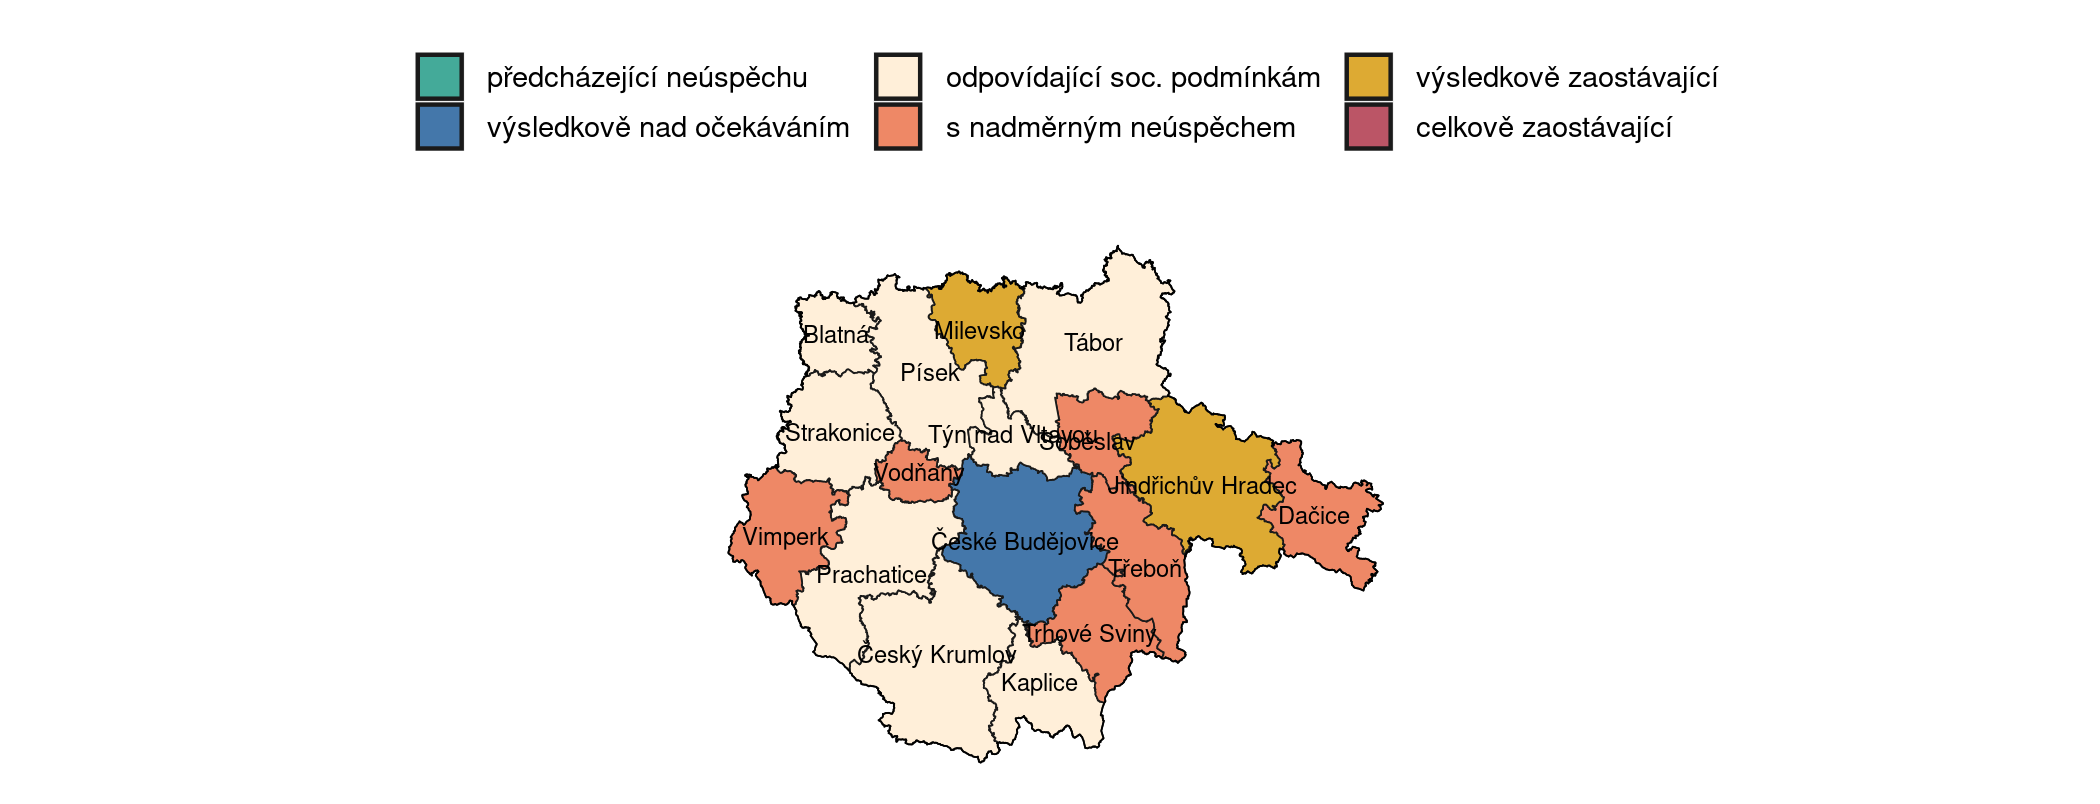 předcházející neúspěchu
odpovídající soc. podmínkám
výsledkově zaostávající
výsledkově nad očekáváním
s nadměrným neúspěchem
celkově zaostávající
Blatná
Milevsko
Tábor
Písek
Strakonice
Týn nad Vltavou
Soběslav
Vodňany
Jindřichův Hradec
Dačice
Vimperk
České Budějovice
Prachatice
Třeboň
Trhové Sviny
Český Krumlov
Kaplice